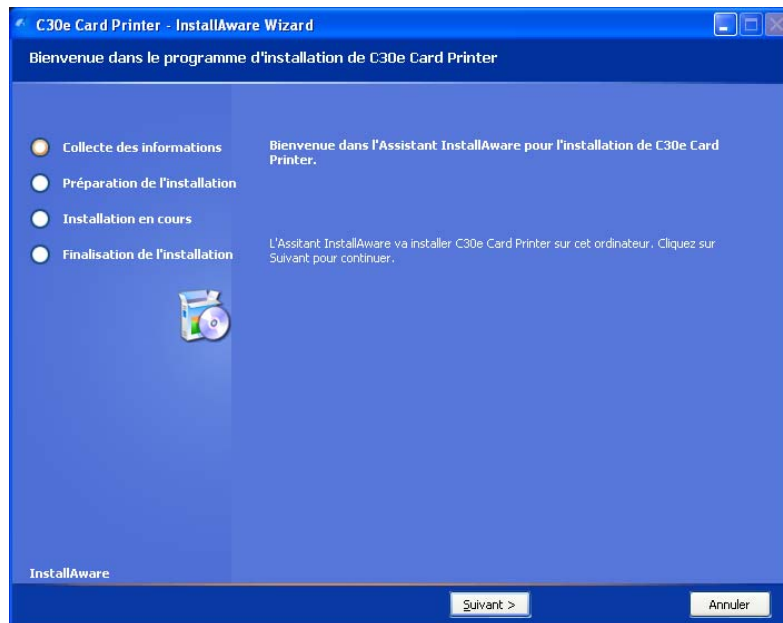 C30e Card Printer - InstallAware Wizard
Bienvenue dans le programme d'installation de C30e Card Printer
Collecte des informations
Préparation de l'installation
Installation en cours
Finalisation de l'installation
Bienvenue dans l'Assistant InstallAware pour l'installation de C30e Card
Printer.
L'Assitant InstallAware va installer C30e Card Printer sur cet ordinateur. Cliquez sur
Suivant pour continuer.
InstallAware
Suivant >
Annuler